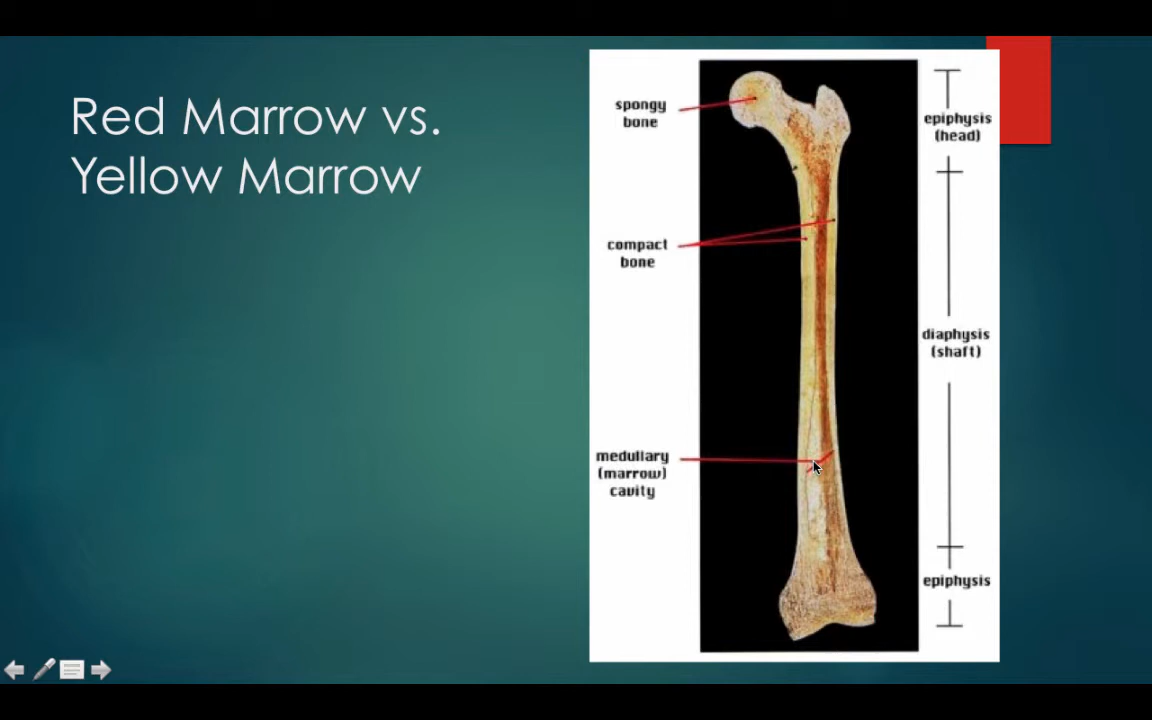 Red Marrow vs.
Yellow Marrow
spongy
bone
compact
bone
medullary
(marrow)
cavity
epiphysis
(head)
diaphysis
(shaft)
epiphysis